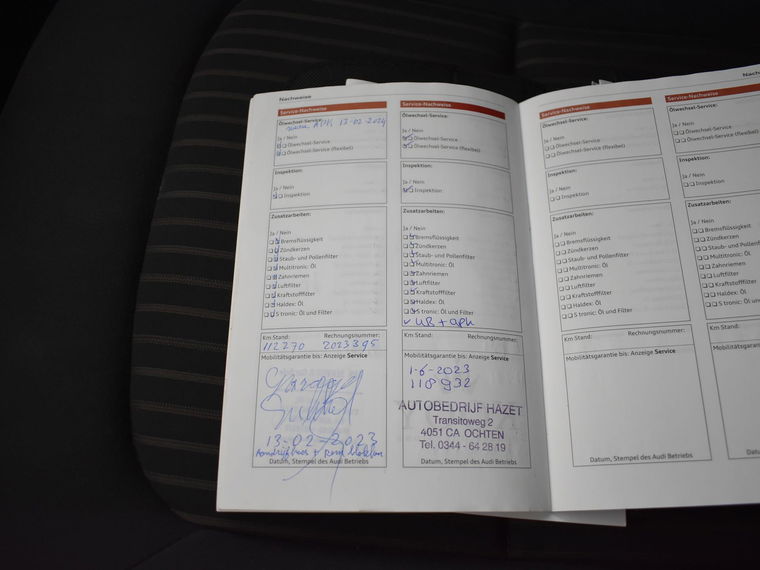 Nachweise
Service-Nachweise
Ölwechsel-Service:
APK 13-02-2024
Ja / Nein
Ölwechsel-Service
Ölwechsel-Service (flexibel)
Inspektion:
Ja / Nein
Inspektion
Zusatzarbeiten:
Ja / Nein
Bremsflüssigkeit
Zündkerzen
Staub- und Pollenfilter
Multitronic: Öl
Zahnriemen
Luftfilter
Kraftstofffilter
Haldex: Öl
S tronic: Öl und Filter
Km Stand: Rechnungsnummer:
112270 2023395
Mobilitätsgarantie bis: Anzeige Service
13-02-2023
Datum, Stempel des Audi Betriebs
Service-Nachweise
Ölwechsel-Service:
Ja / Nein
Ölwechsel-Service
Ölwechsel-Service (flexibel)
Inspektion:
Ja / Nein
Inspektion
Zusatzarbeiten:
Ja / Nein
Bremsflüssigkeit
Zündkerzen
Staub- und Pollenfilter
Multitronic: Öl
Zahnriemen
Luftfilter
Kraftstofffilter
Haldex: Öl
S tronic: Öl und Filter
Km Stand: Rechnungsnummer:
Mobilitätsgarantie bis: Anzeige Service
1-6-2023
118932
AUTOBEDRIJF HAZET
Transitoweg 2
4051 CA OCHTEN
Tel. 0344 - 64 28 19
Datum, Stempel des Audi Betriebs
Service-Nachweise
Ölwechsel-Service:
Ja / Nein
Ölwechsel-Service
Ölwechsel-Service (flexibel)
Inspektion:
Ja / Nein
Inspektion
Zusatzarbeiten:
Ja / Nein
Bremsflüssigkeit
Zündkerzen
Staub- und Pollenfilter
Multitronic: Öl
Zahnriemen
Luftfilter
Kraftstofffilter
Haldex: Öl
S tronic: Öl und Filter
Km Stand: Rechnungsnummer:
Mobilitätsgarantie bis: Anzeige Service
Datum, Stempel des Audi Betriebs
Service-Nachweise
Ölwechsel-Service:
Ja / Nein
Ölwechsel-Service
Ölwechsel-Service
Inspektion:
Ja / Nein
Inspektion
Zusatzarbeiten:
Ja / Nein
Bremsflüssigkeit
Zündkerzen
Staub- und Pollenfilter
Multitronic: Öl
Zahnriemen
Luftfilter
Kraftstofffilter
Haldex: Öl
S tronic: Öl und
Km Stand:
Mobilitätsgarantie